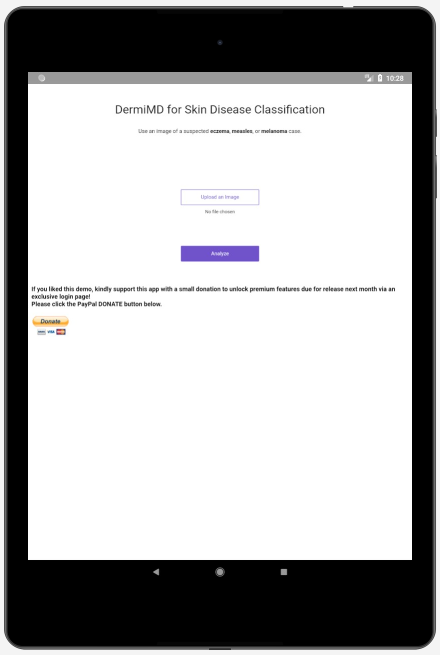 10:28
DermiMD for Skin Disease Classification
Use an image of a suspected eczema, measles, or melanoma case.
Upload an Image
No file chosen
Analyze
If you liked this demo, kindly support this app with a small donation to unlock premium features due for release next month via an
exclusive login page!
Please click the PayPal DONATE button below.
Donate
VISA